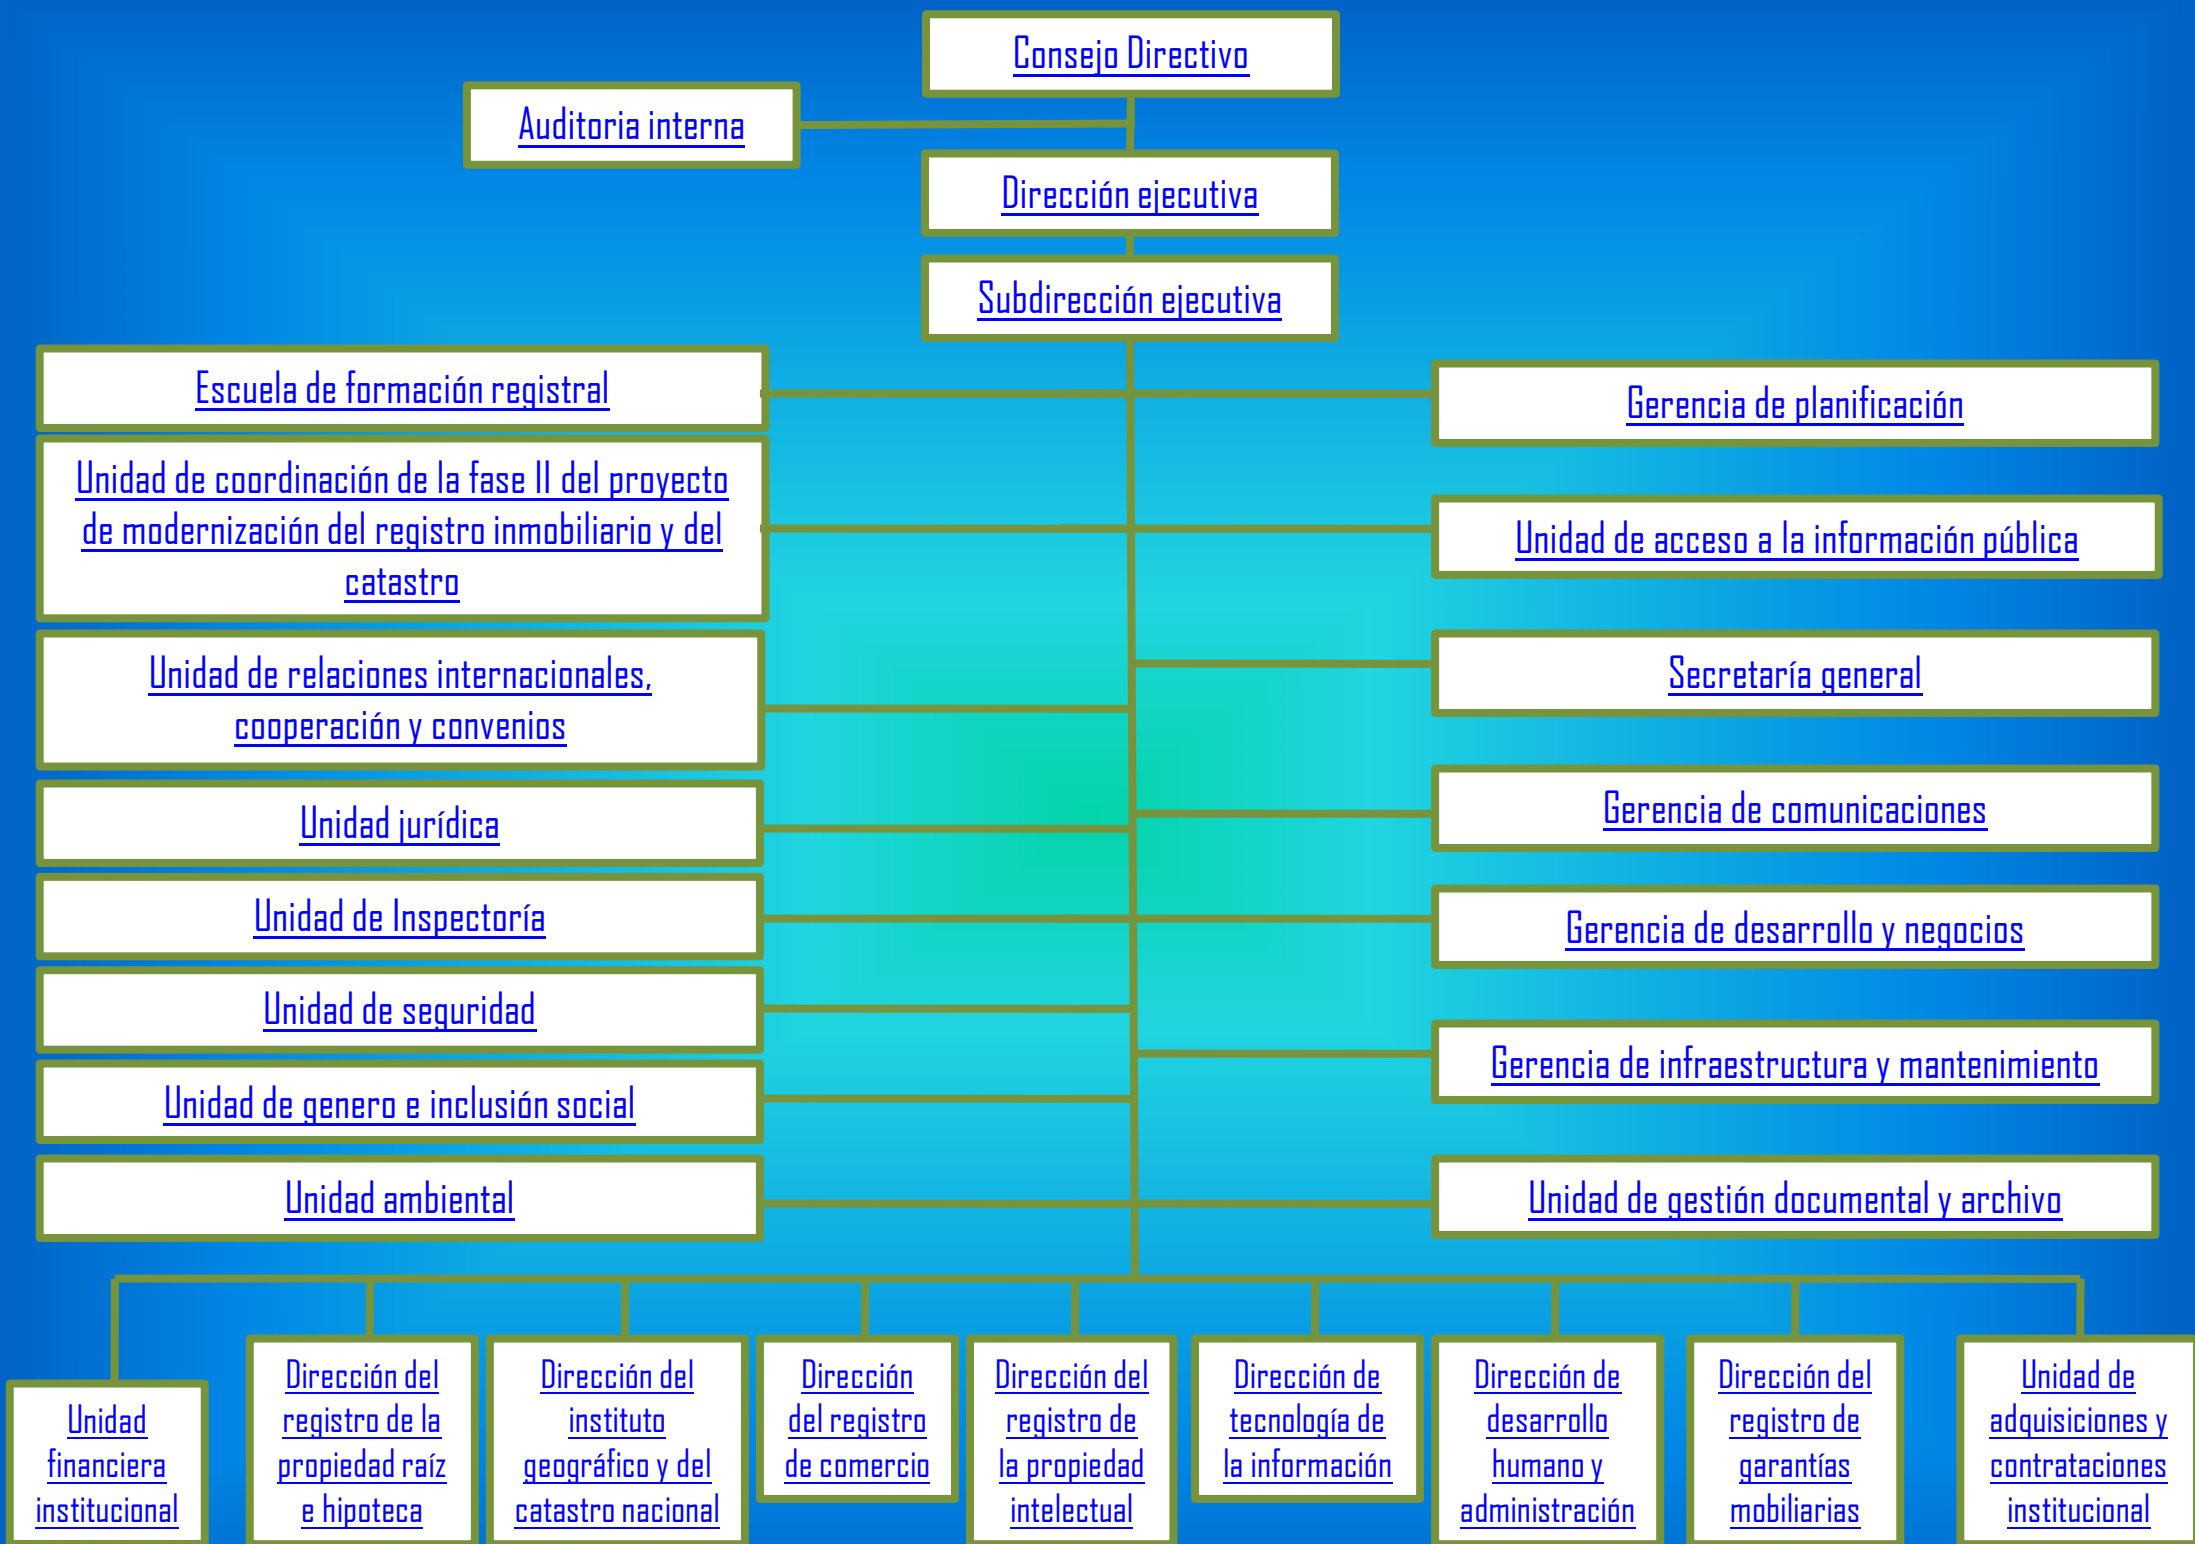 Consejo Directivo
Auditoria interna
Dirección ejecutiva
Subdirección ejecutiva
Escuela de formación registral
Unidad de coordinación de la fase II del proyecto
de modernización del registro inmobiliario y del
catastro
Unidad de relaciones internacionales,
cooperación y convenios
Unidad jurídica
Unidad de Inspectoría
Unidad de seguridad
Unidad de genero e inclusión social
Unidad ambiental
Gerencia de planificación
Unidad de acceso a la información pública
Secretaría general
Gerencia de comunicaciones
Gerencia de desarrollo y negocios
Gerencia de infraestructura y mantenimiento
Unidad de gestión documental y archivo
Unidad
financiera
institucional
Dirección del
registro de la
propiedad raíz
e hipoteca
Dirección del
instituto
geográfico y del
catastro nacional
Dirección
del registro
de comercio
Dirección del
registro de
la propiedad
intelectual
Dirección de
tecnología de
la información
Dirección de
desarrollo
humano y
administración
Dirección del
registro de
garantías
mobiliarias
Unidad de
adquisiciones y
contrataciones
institucional